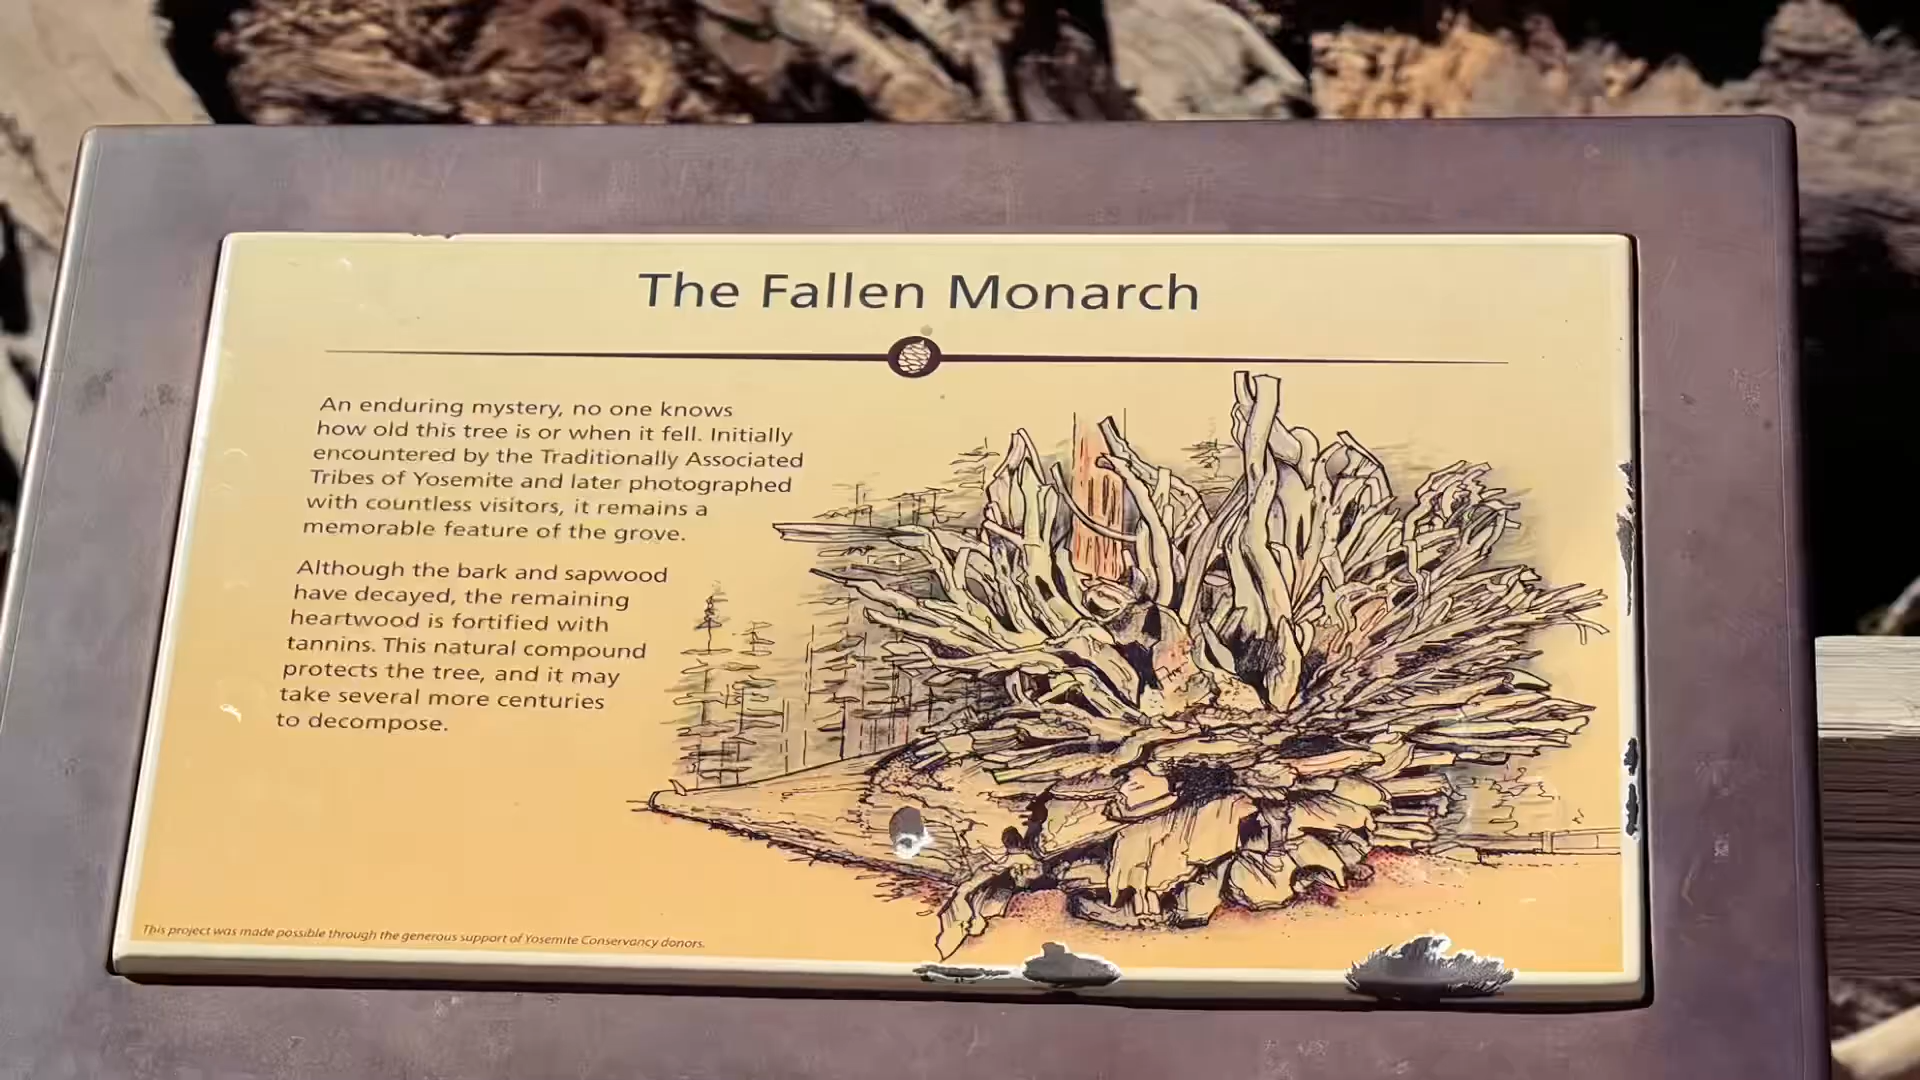 The Fallen Monarch
An enduring mystery, no one knows
how old this tree is or when it fell. Initially
encountered by the Traditionally Associated
Tribes of Yosemite and later photographed
with countless visitors, it remains a
memorable feature of the grove.
Although the bark and sapwood
have decayed, the remaining
heartwood is fortified with
tannins. This natural compound
protects the tree, and it may
take several more centuries
to decompose.
This project was made possible through the generous support of Yosemite Conservancy donors.